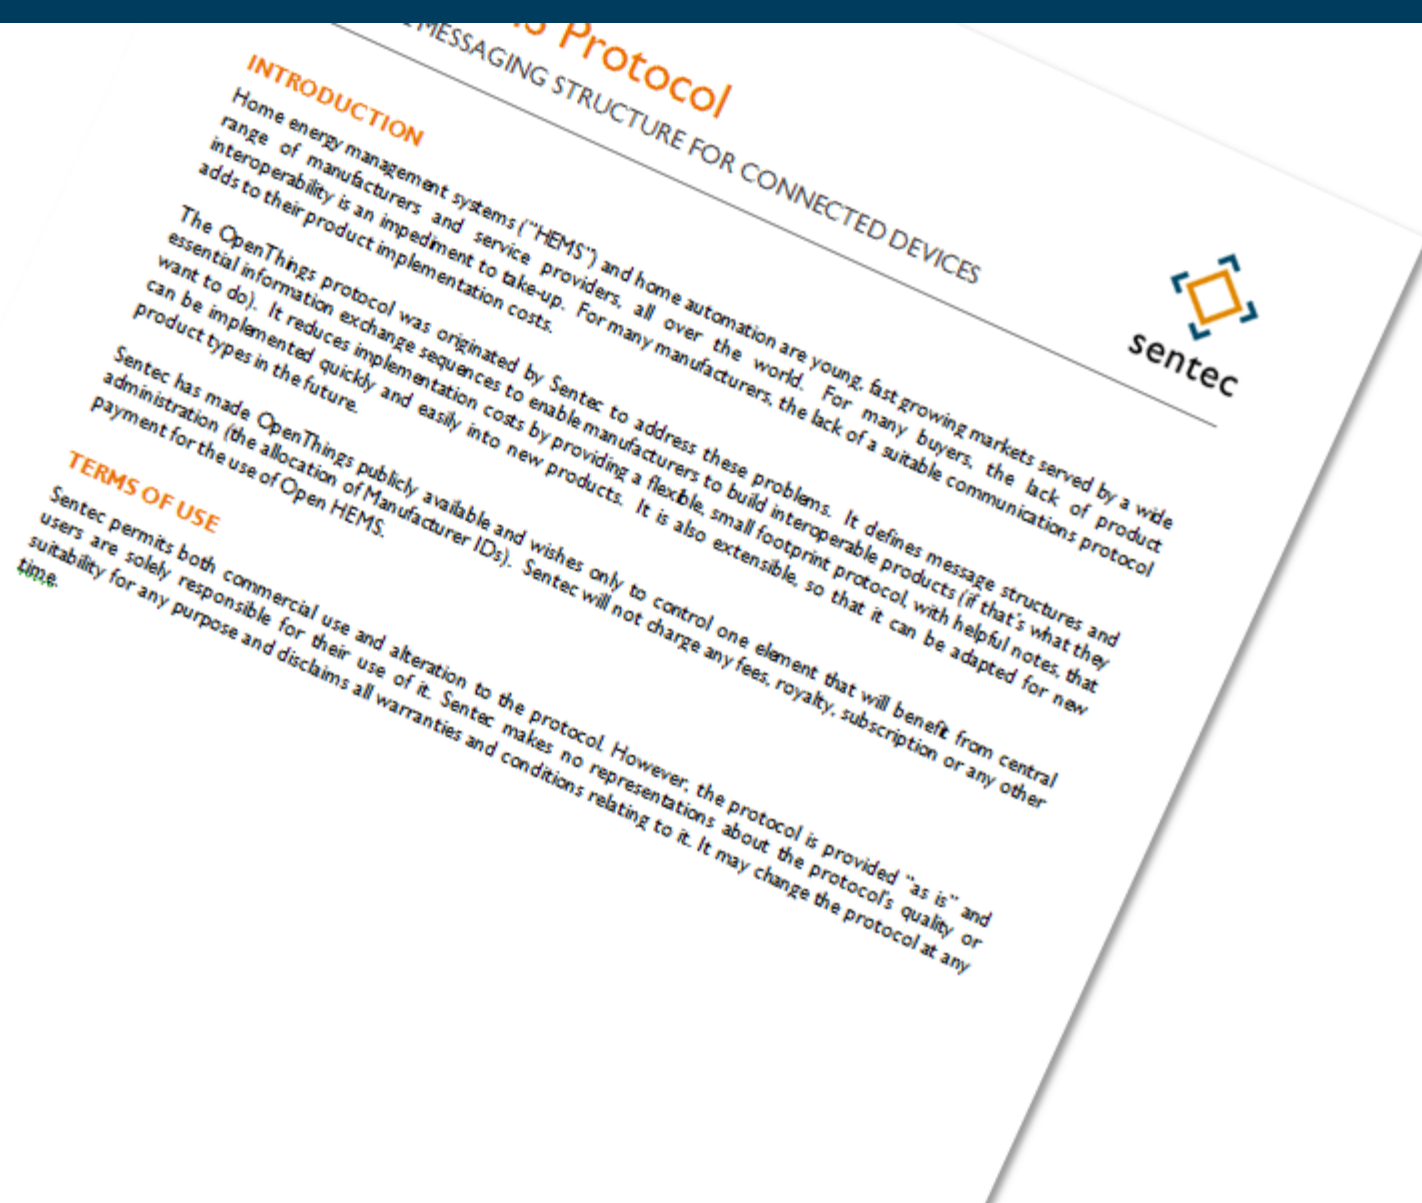 Protocol
MESSAGING STRUCTURE FOR CONNECTED DEVICES
sentec
INTRODUCTION
Home energy management systems ("HEMS") and home automation are young, fast growing markets served by a wide
range of manufacturers and service providers, all over the world. For many buyers, the lack of product
interoperability is an impediment to take-up. For many manufacturers, the lack of a suitable communications protocol
adds to their product implementation costs.
The OpenThings protocol was originated by Sentec to address these problems. It defines message structures and
essential information exchange sequences to enable manufacturers to build interoperable products (if that's what they
want to do). It reduces implementation costs by providing a flexible, small footprint protocol, with helpful notes, that
can be implemented quickly and easily into new products. It is also extensible, so that it can be adapted for new
product types in the future.
Sentec has made OpenThings publicly available and wishes only to control one element that will benefit from central
administration (the allocation of Manufacturer IDs). Sentec will not charge any fees, royalty, subscription or any other
payment for the use of Open HEMS.
TERMS OF USE
Sentec permits both commercial use and alteration to the protocol. However, the protocol is provided "as is" and
users are solely responsible for their use of it. Sentec makes no representations about the protocol's quality or
suitability for any purpose and disclaims all warranties and conditions relating to it. It may change the protocol at any
time.